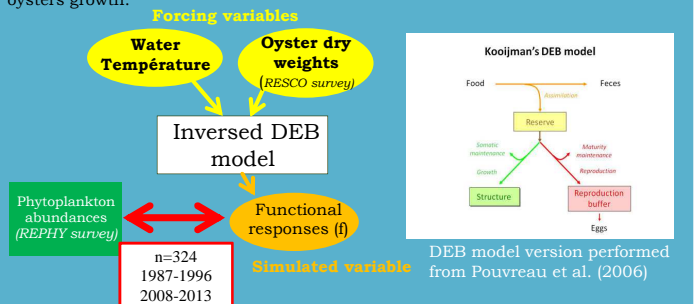 oysters growth.
Forcing variables
Water
Température
Oyster dry
weights
(RESCO survey)
Inversed DEB
model
Phytoplankton
abundances
(REPHY survey)
Functional
responses (f)
n=324
1987-1996
2008-2013
Simulated variable
Kooijman's DEB model
Food
Feces
Assimilation
Reserve
Somatic
maintenance
Maturity
maintenance
Growth
Reproduction
Structure
Reproduction
buffer
Eggs
DEB model version performed
from Pouvreau et al. (2006)